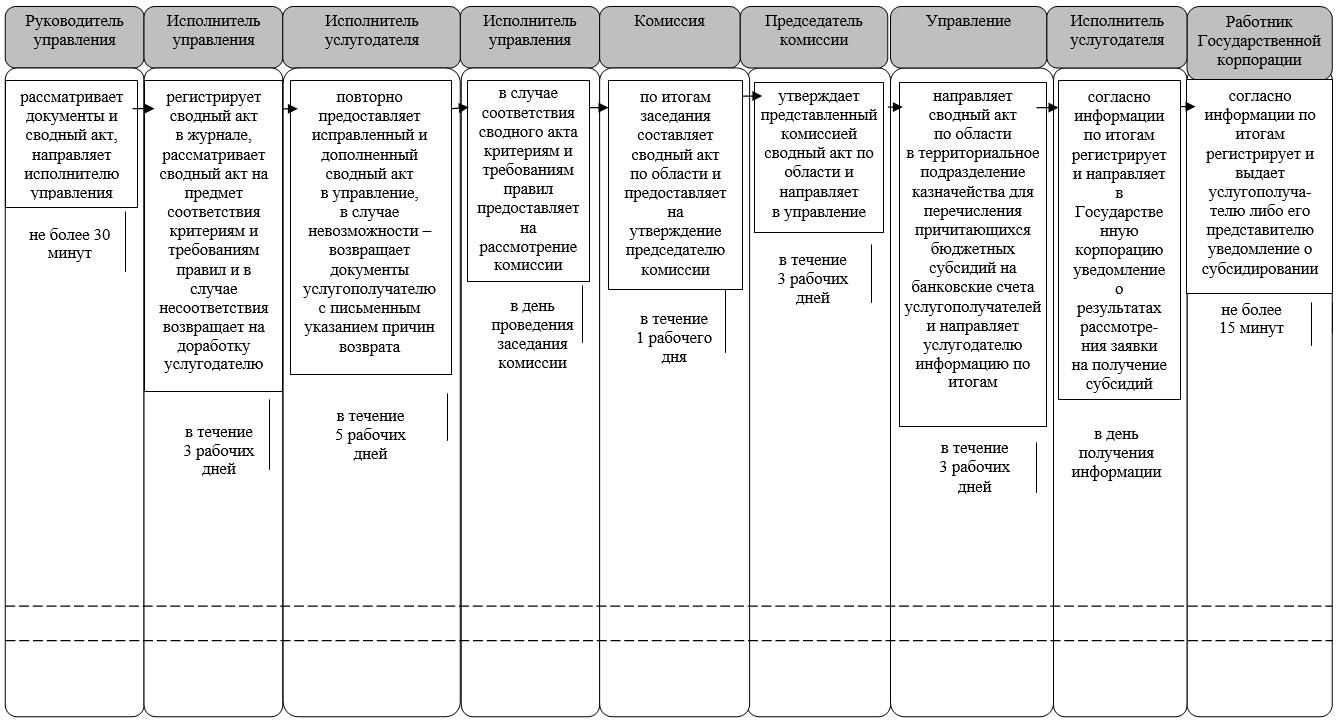 Руководитель
управления
рассматривает
документы и
сводный акт,
направляет
исполнителю
управления
не более 30
минут
Исполнитель
управления
регистрирует
сводный акт
в журнале,
рассматривает
сводный акт на
предмет
соответствия
критериям и
требованиям
правил и в
случае
несоответствия
возвращает на
доработку
услугодателю
в течение
3 рабочих
дней
Исполнитель
услугодателя
повторно
предоставляет
исправленный и
дополненный
сводный акт
в управление,
в случае
невозможности –
возвращает
документы
услугополучателю
с письменным
указанием причин
возврата
в течение
5 рабочих
дней
Исполнитель
управления
в случае
соответствия
сводного акта
критериям и
требованиям
правил
предоставляет
на
рассмотрение
комиссии
в день
проведения
заседания
комиссии
Комиссия
по итогам
заседания
составляет
сводный акт
по области и
предоставляет
на
утверждение
председателю
комиссии
в течение
1 рабочего
дня
Председатель
комиссии
утверждает
представленный
комиссией
сводный акт по
области и
направляет
в управление
в течение
3 рабочих
дней
Управление
направляет
сводный акт
по области
в территориальное
подразделение
казначейства для
перечисления
причитающихся
бюджетных
субсидий на
банковские счета
услугополучателей
и направляет
услугодателю
информацию по
итогам
в течение
3 рабочих
дней
Исполнитель
услугодателя
согласно
информации
по итогам
регистрирует
и направляет
в
Государстве
нную
корпорацию
уведомление
о
результатах
рассмотре-
ния заявки
на получение
субсидий
в день
получения
информации
Работник
Государственной
корпорации
согласно
информации по
итогам
регистрирует и
выдает
услугополуча-
телю либо его
представителю
уведомление о
субсидировании
не более
15 минут